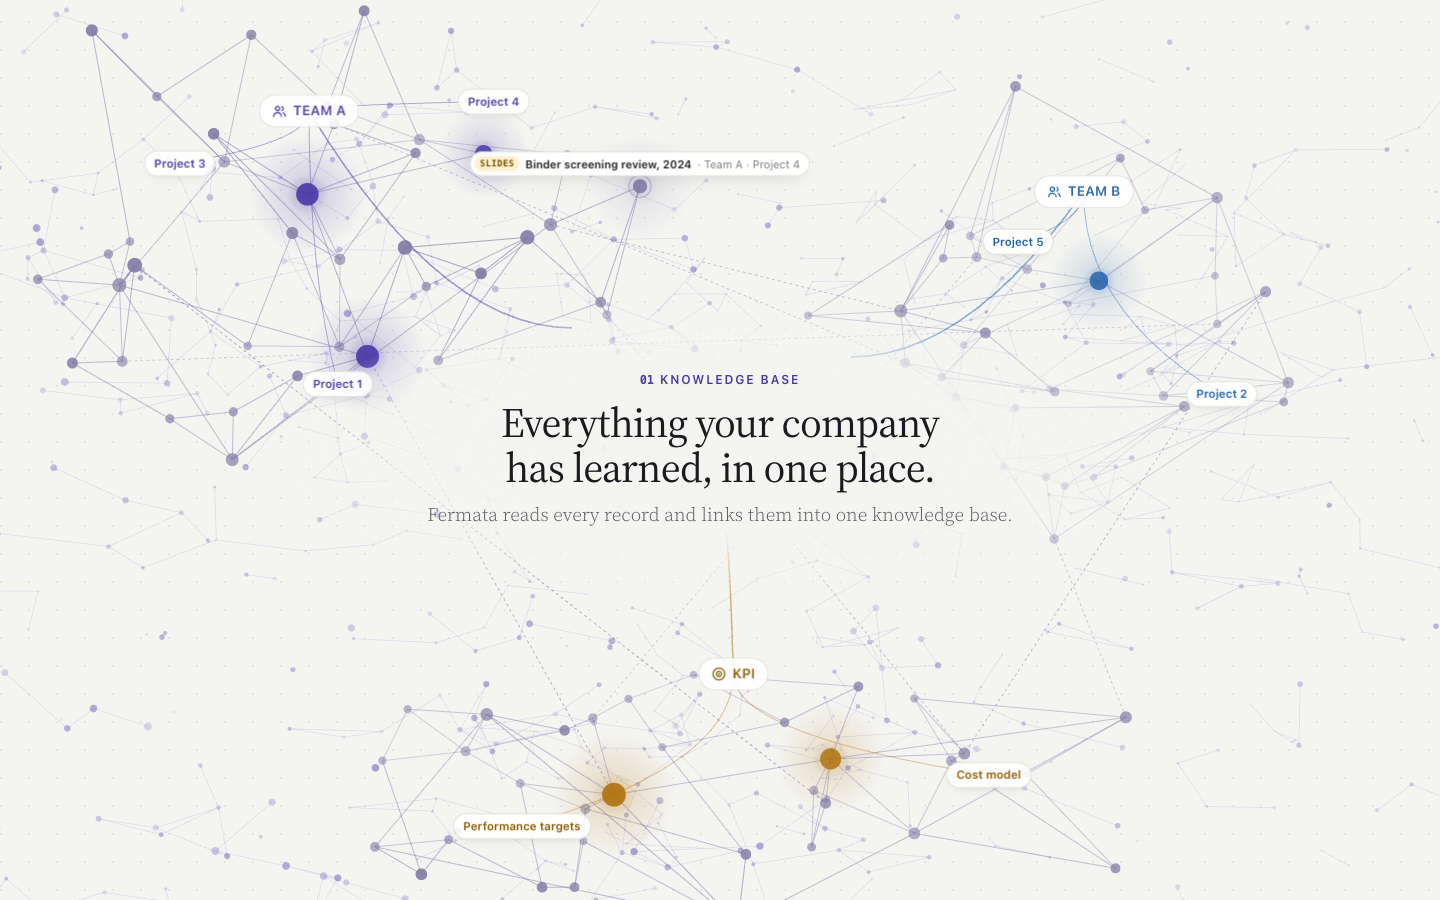 TEAM A
Project 4
Project 3
SLIDES Binder screening review, 2024 · Team A · Project 4
TEAM B
Project 5
Project 1
Project 2
01 KNOWLEDGE BASE
Everything your company
has learned, in one place.
Fermata reads every record and links them into one knowledge base.
KPI
Cost model
Performance targets